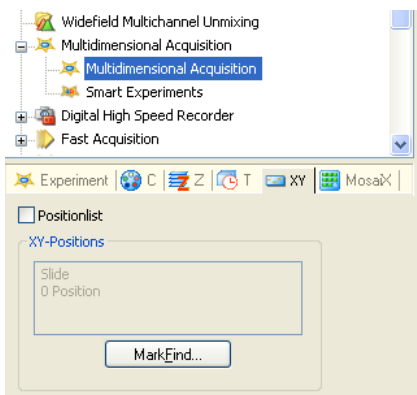 Widefield Multichannel Unmixing
Multidimensional Acquisition
Multidimensional Acquisition
Smart Experiments
Digital High Speed Recorder
Fast Acquisition
Experiment C Z T XY MosaiX
Positionlist
XY-Positions
Slide
0 Position
MarkFind...